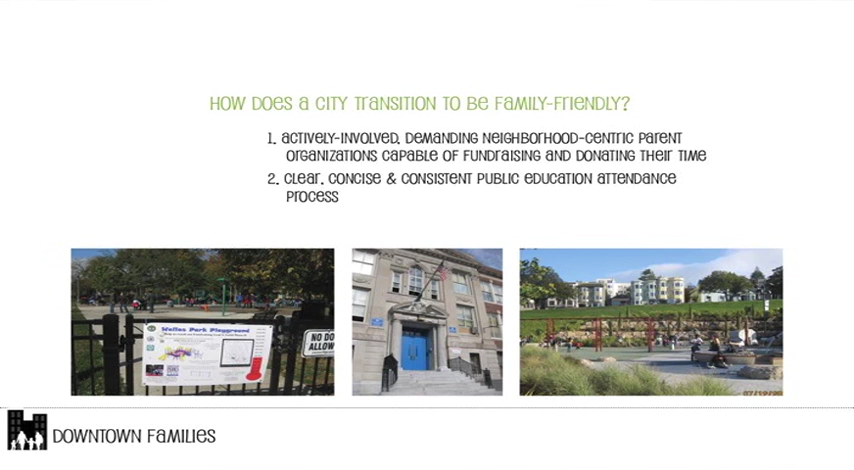 HOW DOES A CITY TRANSITION TO BE FAMILY-FRIENDLY?
1. ACTIVELY-INVOLVED, DEMANDING NEIGHBORHOOD-CENTRIC PARENT
ORGANIZATIONS CAPABLE OF FUNDRAISING AND DONATING THEIR TIME
2. CLEAR, CONCISE & CONSISTENT PUBLIC EDUCATION ATTENDANCE
PROCESS
Welles Park Playground
NO DO
ALLOW
DOWNTOWN FAMILIES